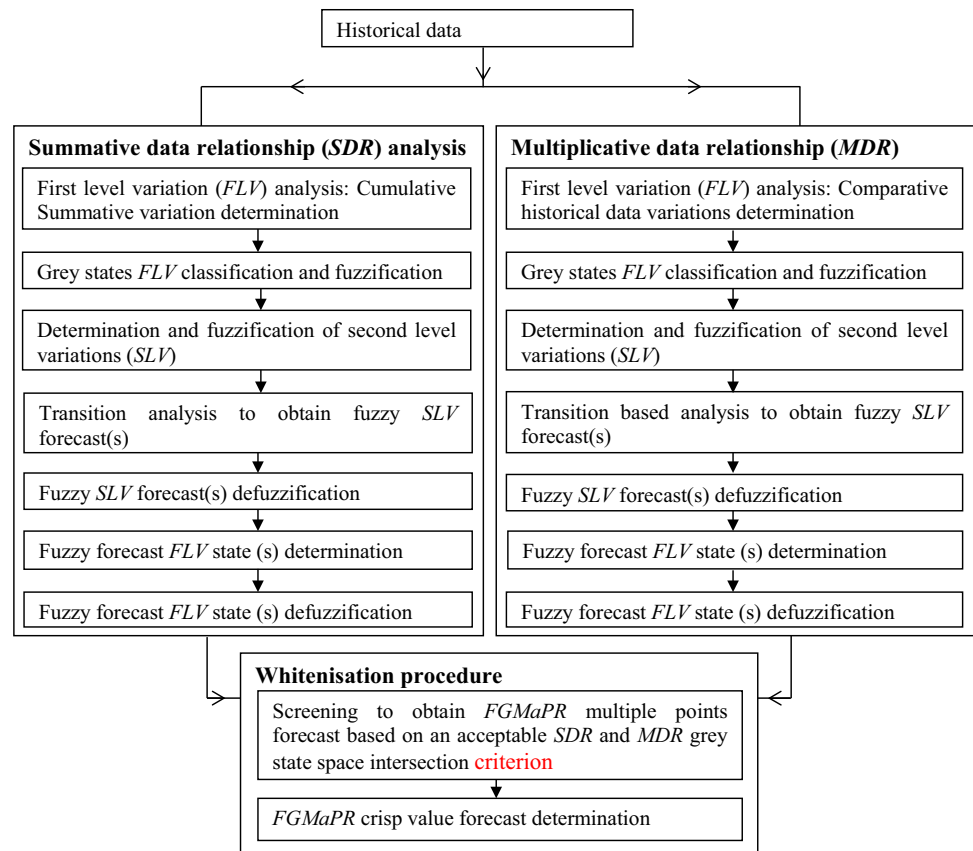 Historical data
Summative data relationship (SDR) analysis
First level variation (FLV) analysis: Cumulative
Summative variation determination
Grey states FLV classification and fuzzification
Determination and fuzzification of second level
variations (SLV)
Transition analysis to obtain fuzzy SLV
forecast(s)
Fuzzy SLV forecast(s) defuzzification
Fuzzy forecast FLV state (s) determination
Fuzzy forecast FLV state (s) defuzzification
Multiplicative data relationship (MDR)
First level variation (FLV) analysis: Comparative
historical data variations determination
Grey states FLV classification and fuzzification
Determination and fuzzification of second level
variations (SLV)
Transition based analysis to obtain fuzzy SLV
forecast(s)
Fuzzy SLV forecast(s) defuzzification
Fuzzy forecast FLV state (s) determination
Fuzzy forecast FLV state (s) defuzzification
Whitenisation procedure
Screening to obtain FGMaPR multiple points
forecast based on an acceptable SDR and MDR grey
state space intersection criterion
FGMaPR crisp value forecast determination